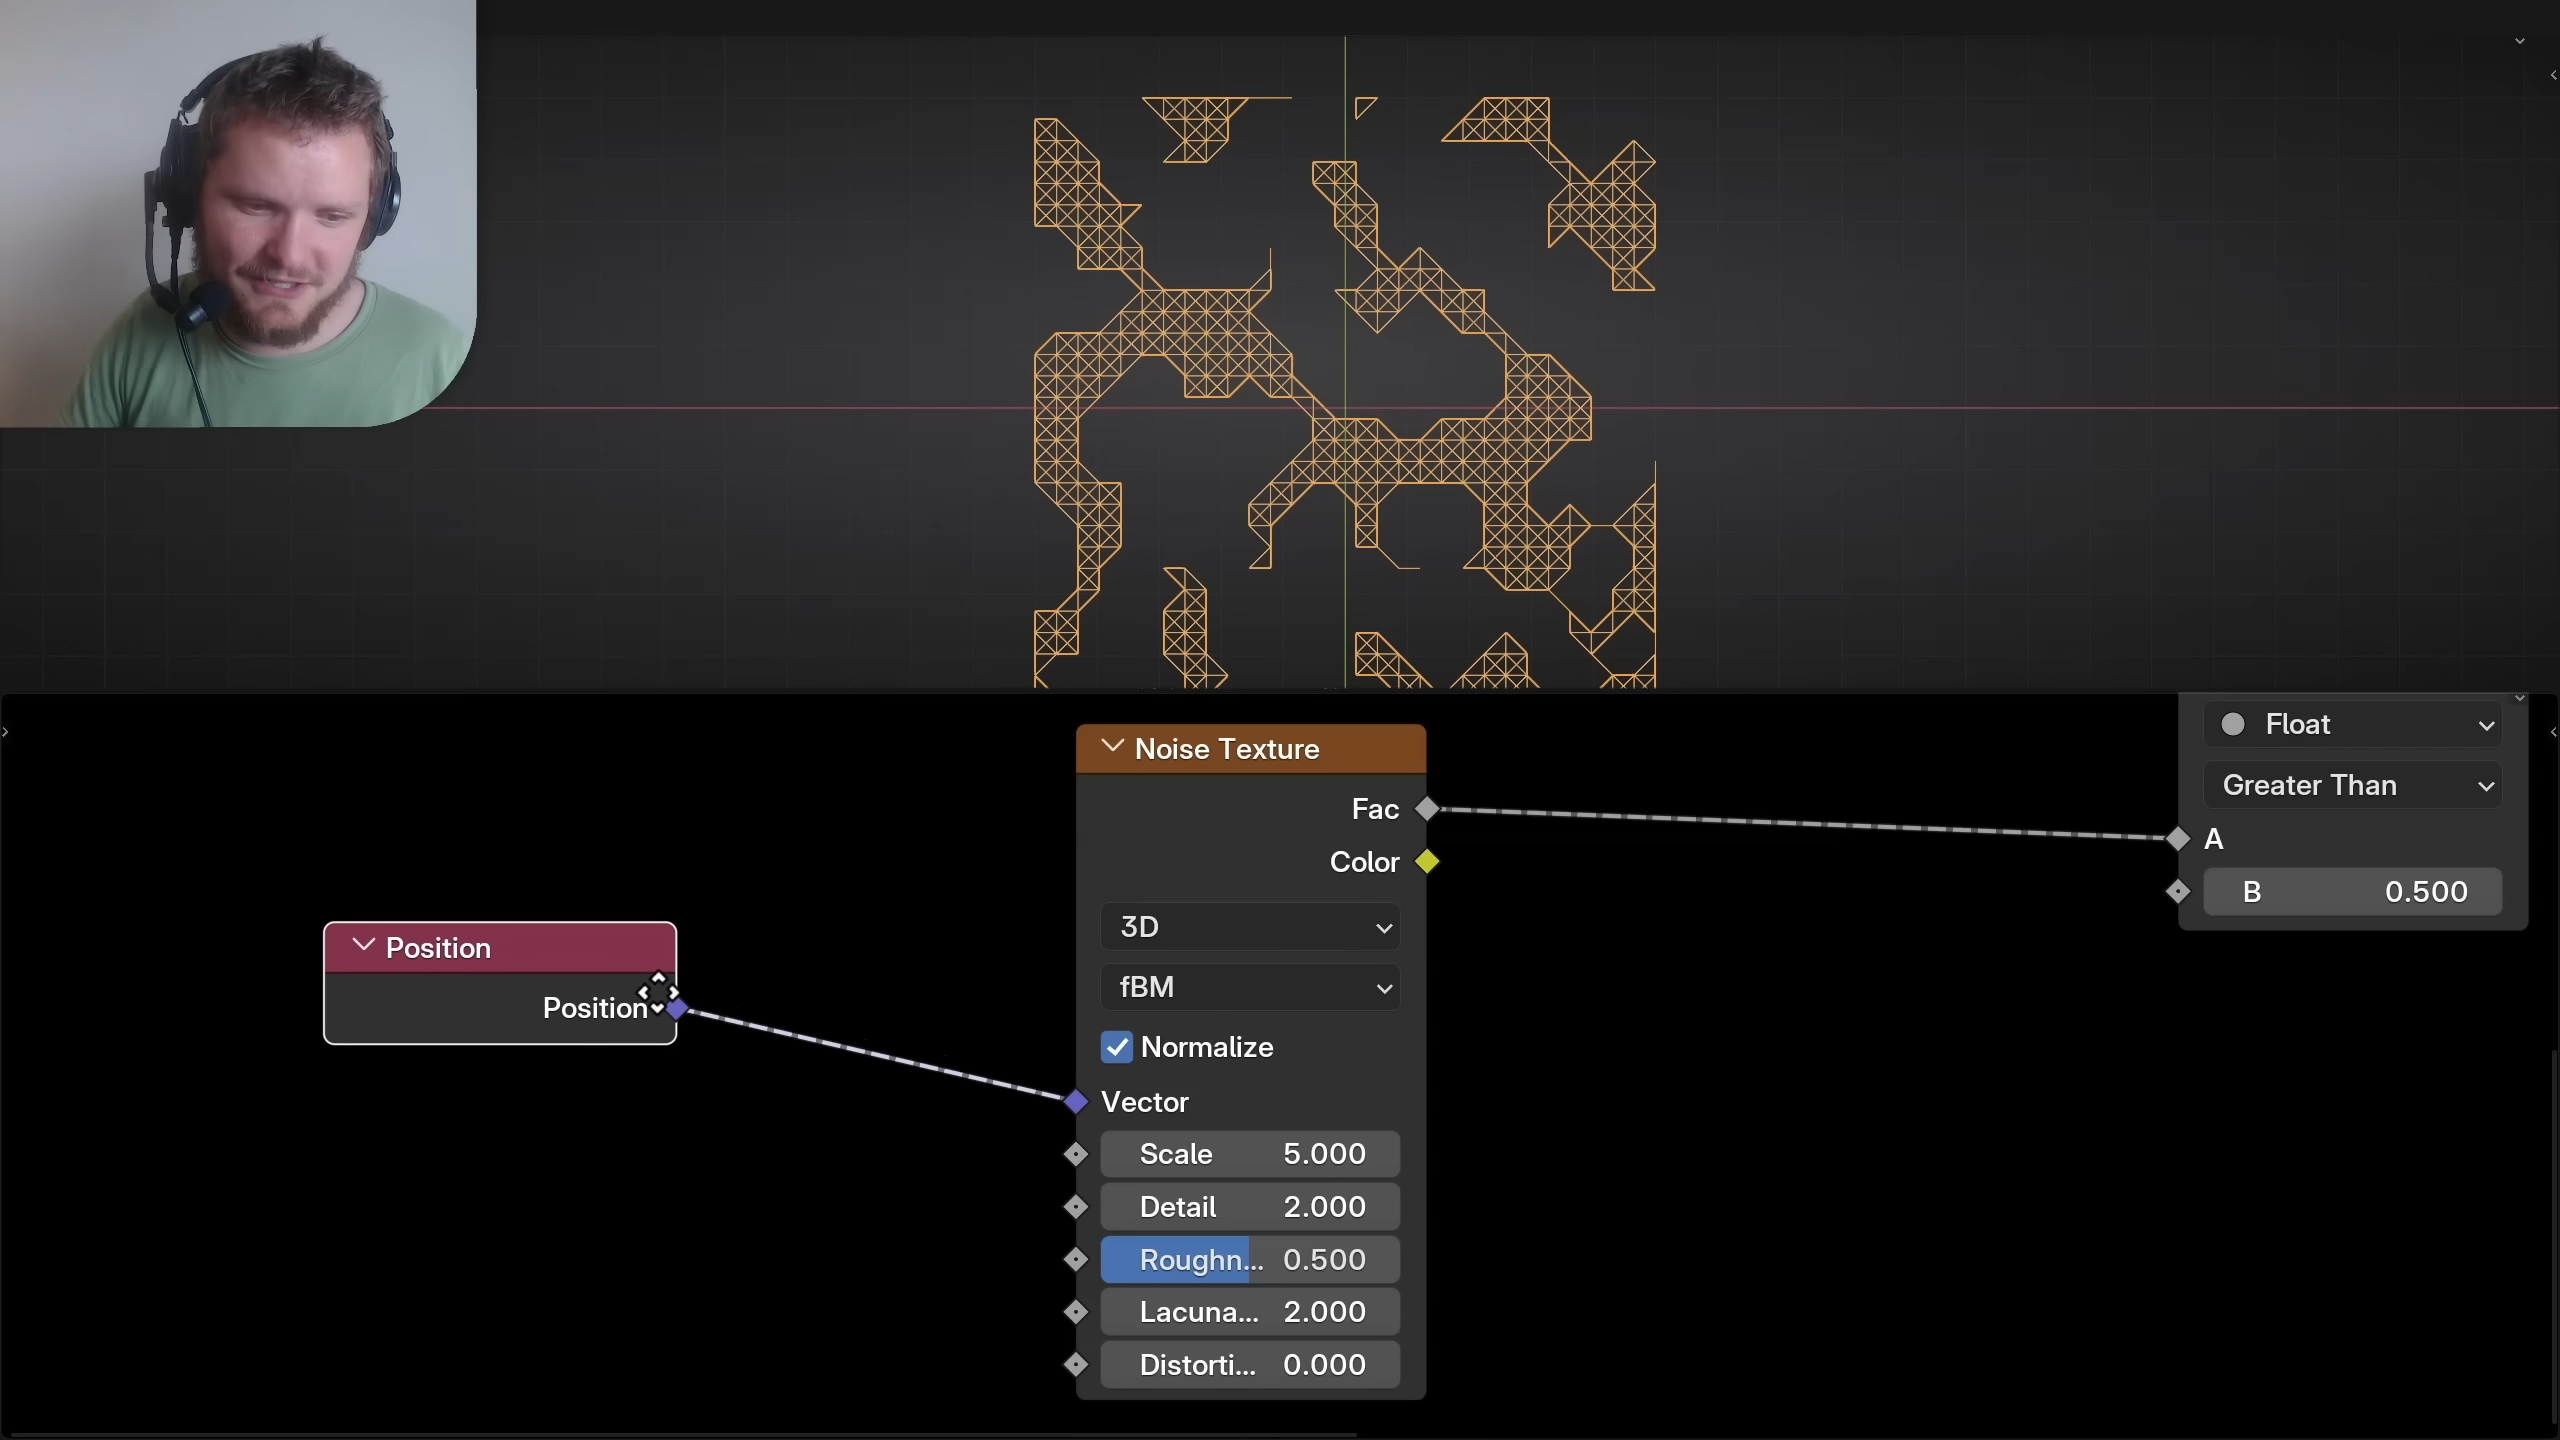 Float
Greater Than
A
B 0.500
Noise Texture
Fac
Color
3D
fBM
Normalize
Vector
Scale 5.000
Detail 2.000
Roughn... 0.500
Lacuna... 2.000
Distorti... 0.000
Position
Position